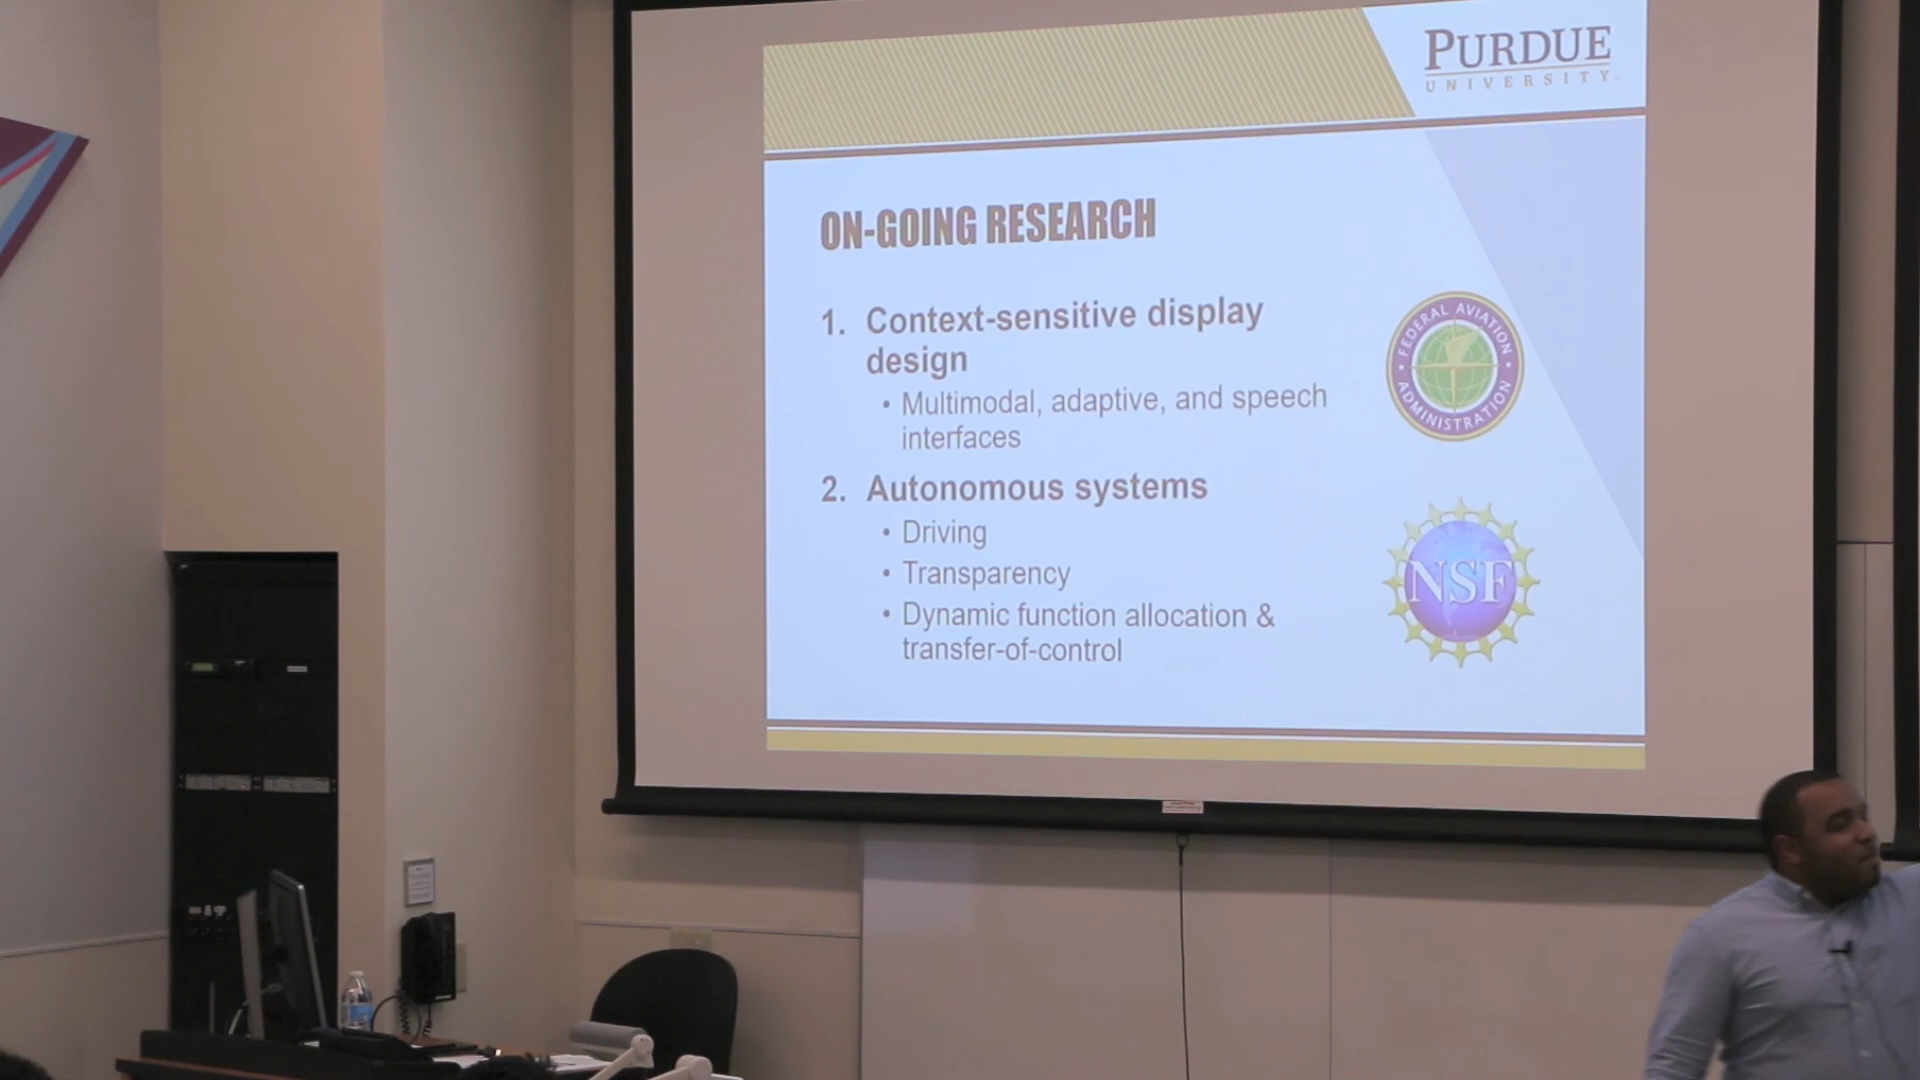 PURDUE
UNIVERSITY
ON-GOING RESEARCH
1. Context-sensitive display
design
• Multimodal, adaptive, and speech
interfaces
2. Autonomous systems
• Driving
• Transparency
• Dynamic function allocation &
transfer-of-control
FEDERAL AVIATION
ADMINISTRATION
NSF